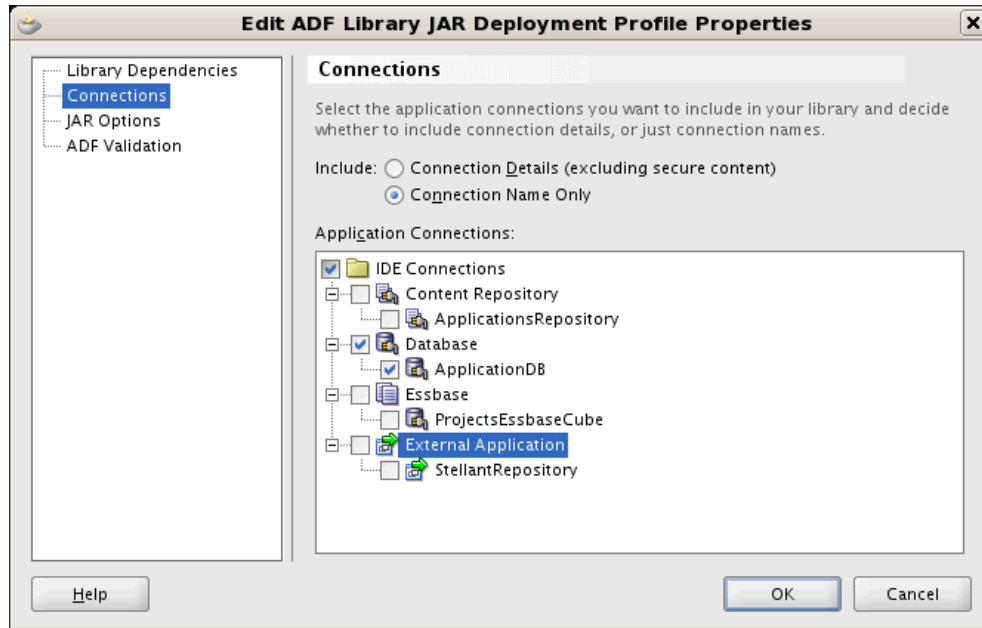 Edit ADF Library JAR Deployment Profile Properties
Library Dependencies
Connections
JAR Options
ADF Validation
Connections
Select the application connections you want to include in your library and decide
whether to include connection details, or just connection names.
Include: Connection Details (excluding secure content)
Connection Name Only
Application Connections:
IDE Connections
Content Repository
ApplicationsRepository
Database
ApplicationDB
Essbase
ProjectsEssbaseCube
External Application
StellantRepository
Help
OK
Cancel